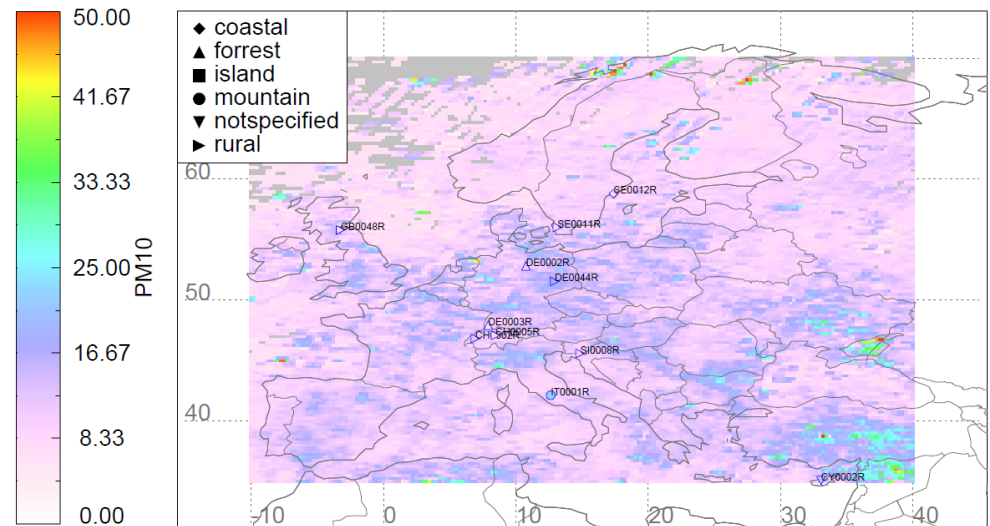 50.00
41.67
33.33
25.00
16.67
8.33
0.00
PM10
coastal
forrest
island
mountain
notspecified
rural
60
50
40
-10
0
10
20
30
40
SE0012R
SE0011R
GB0048R
DE0002R
DE0044R
DE0003R
SI0008R
IT0001R
CY0002R